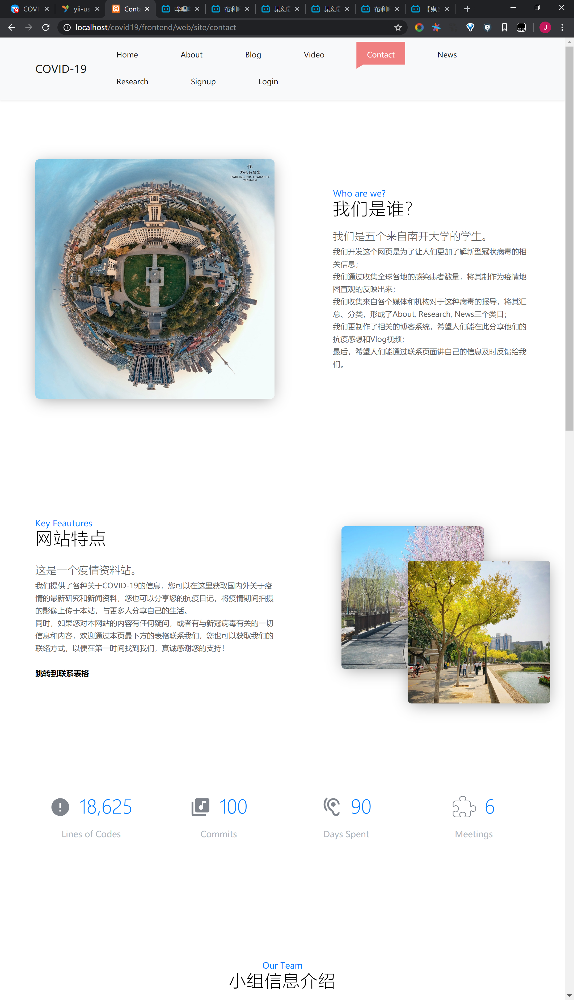 COVI
yii-us
Conta
哔哩
布利
某幻
某幻
布利
【鬼
localhost/covid19/frontend/web/site/contact
J
COVID-19
Home About Blog Video Contact News
Research Signup Login
DARLING PHOTOGRAPHY
Who are we?
我们是谁?
我们是五个来自南开大学的学生。
我们开发这个网页是为了让人们更加了解新型冠状病毒的相
关信息;
我们通过收集全球各地的感染患者数量,将其制作为疫情地
图直观的反映出来;
我们收集来自各个媒体和机构对于这种病毒的报导,将其汇
总、分类,形成了About, Research, News三个类目;
我们更制作了相关的博客系统,希望人们能在此分享他们的
抗疫感想和Vlog视频;
最后,希望人们能通过联系页面讲自己的信息及时反馈给我
们。
Key Feautures
网站特点
这是一个疫情资料站。
我们提供了各种关于COVID-19的信息,您可以在这里获取国内外关于疫
情的最新研究和新闻资料,您也可以分享您的抗疫日记,将疫情期间拍摄
的影像上传于本站,与更多人分享自己的生活。
同时,如果您对本网站的内容有任何疑问,或者有与新冠病毒有关的一切
信息和内容,欢迎通过本页最下方的表格联系我们,您也可以获取我们的
联络方式,以便在第一时间找到我们,真诚感谢您的支持!
跳转到联系表格
18,625
Lines of Codes
100
Commits
90
Days Spent
6
Meetings
Our Team
小组信息介绍